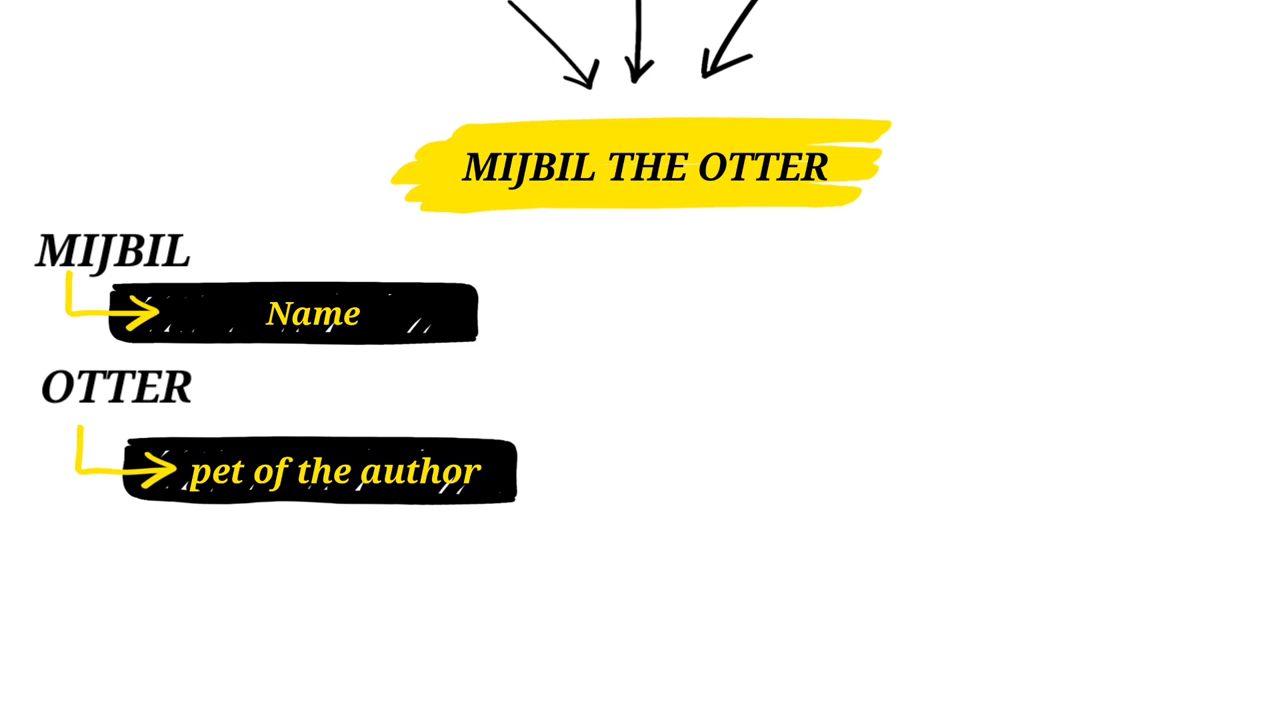 MIJBIL THE OTTER
MIJBIL
Name
OTTER
pet of the author